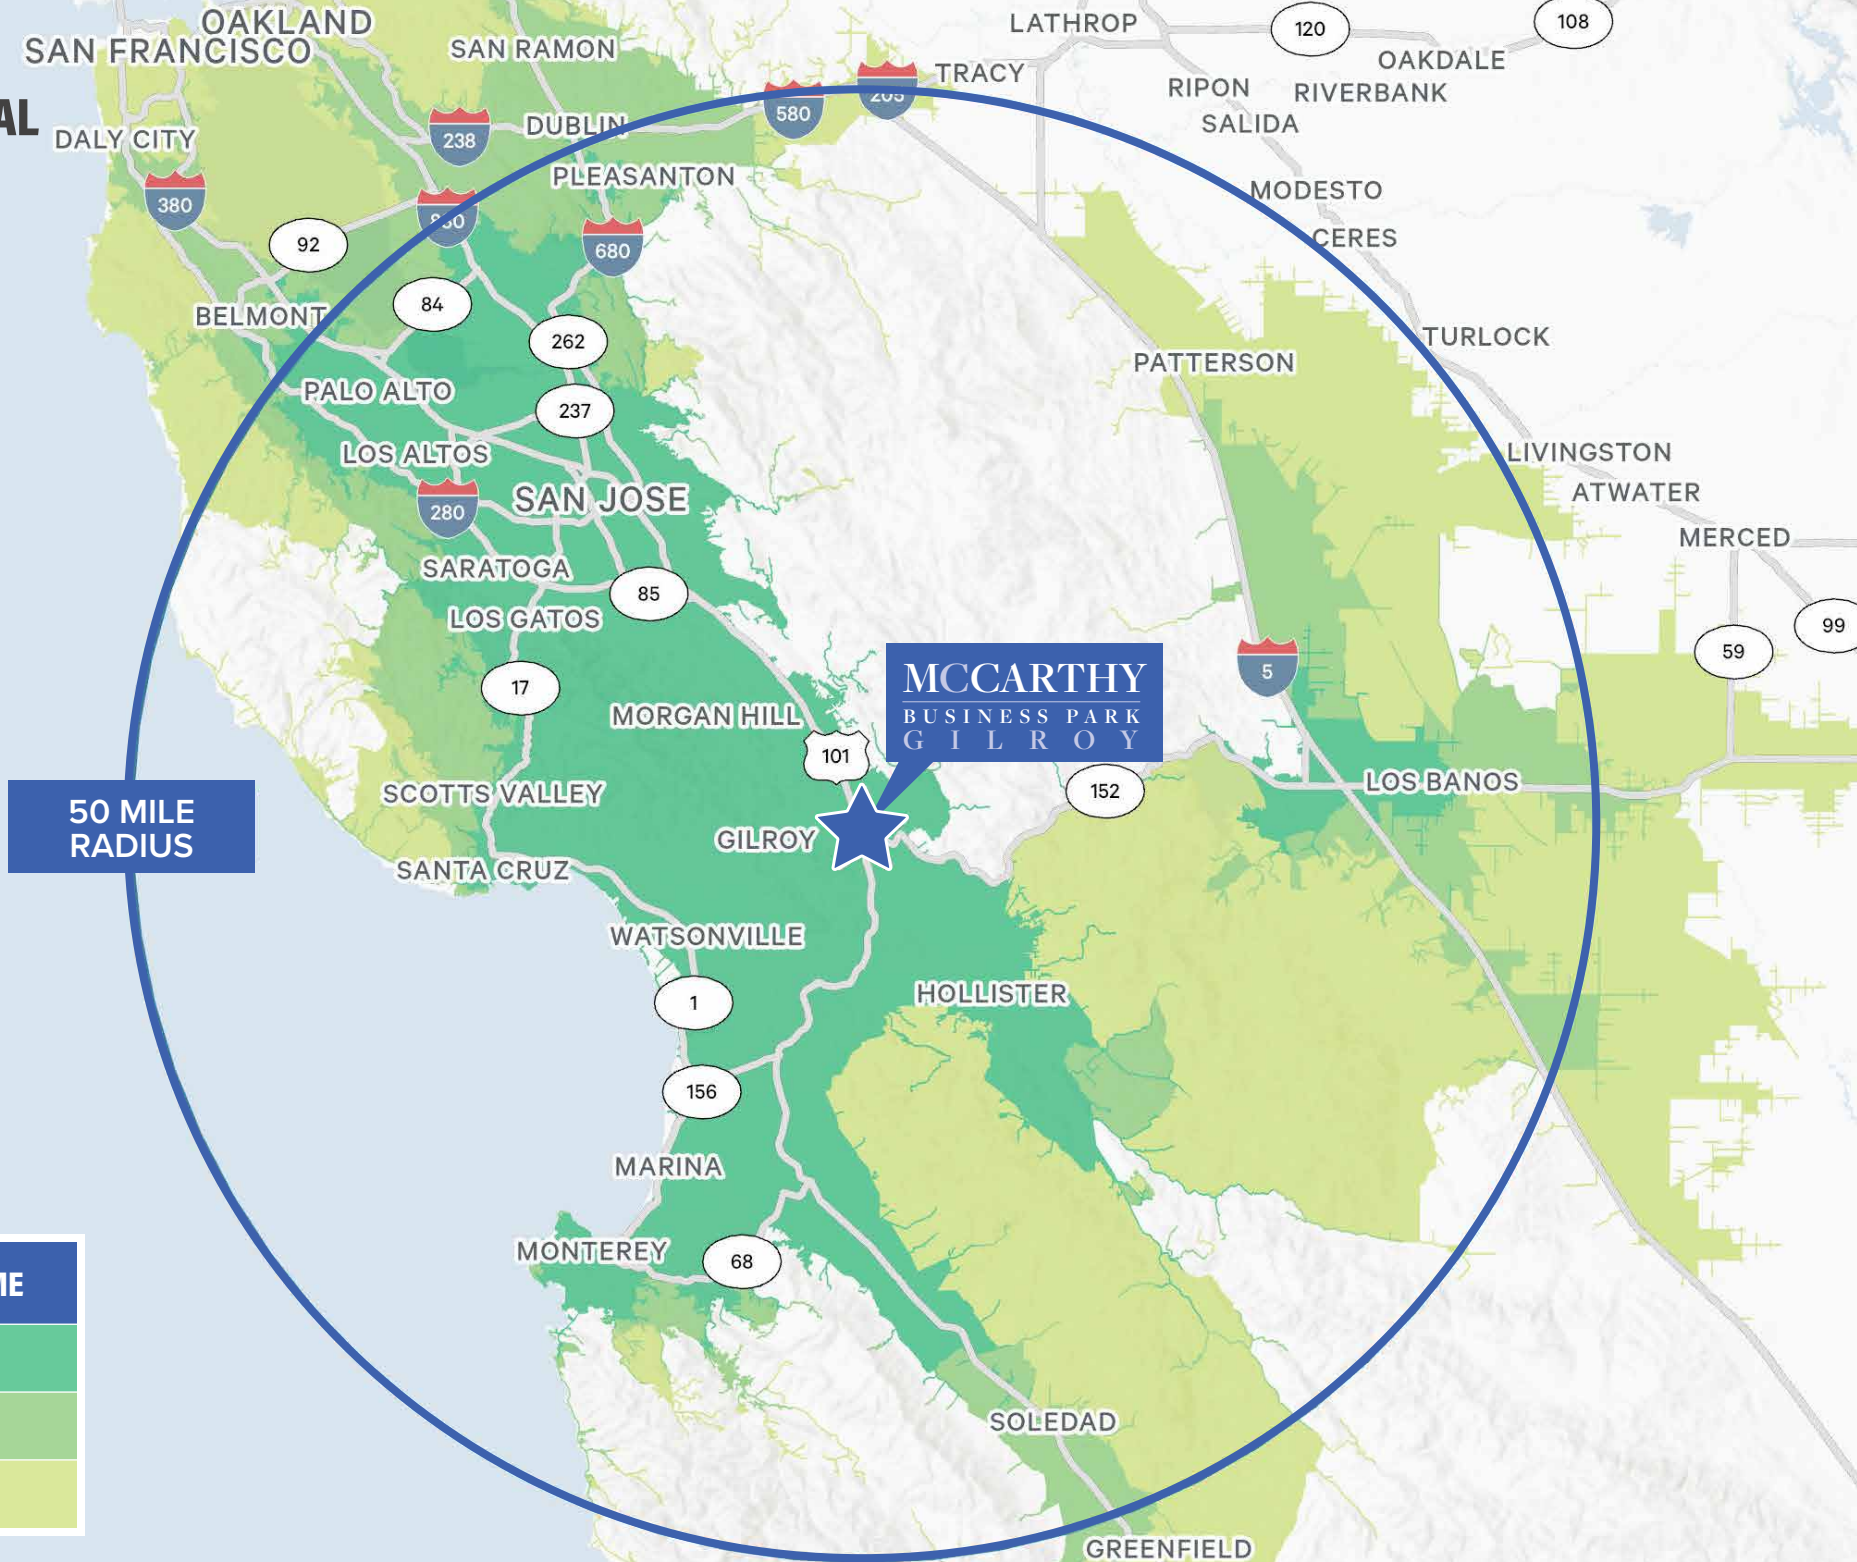 OAKLAND
SAN FRANCISCO
SAN RAMON
LATHROP
120
108
OAKDALE
TRACY
205
580
RIPON
RIVERBANK
SALIDA
AL
DALY CITY
238
DUBLIN
PLEASANTON
MODESTO
380
880
92
680
CERES
84
BELMONT
262
TURLOCK
PATTERSON
PALO ALTO
237
LOS ALTOS
LIVINGSTON
ATWATER
SAN JOSE
280
MERCED
SARATOGA
85
LOS GATOS
99
59
5
17
MCCARTHY
BUSINESS PARK
GILROY
MORGAN HILL
101
152
LOS BANOS
SCOTTS VALLEY
50 MILE
RADIUS
GILROY
SANTA CRUZ
WATSONVILLE
1
HOLLISTER
156
MARINA
MONTEREY
68
ME
SOLEDAD
GREENFIELD